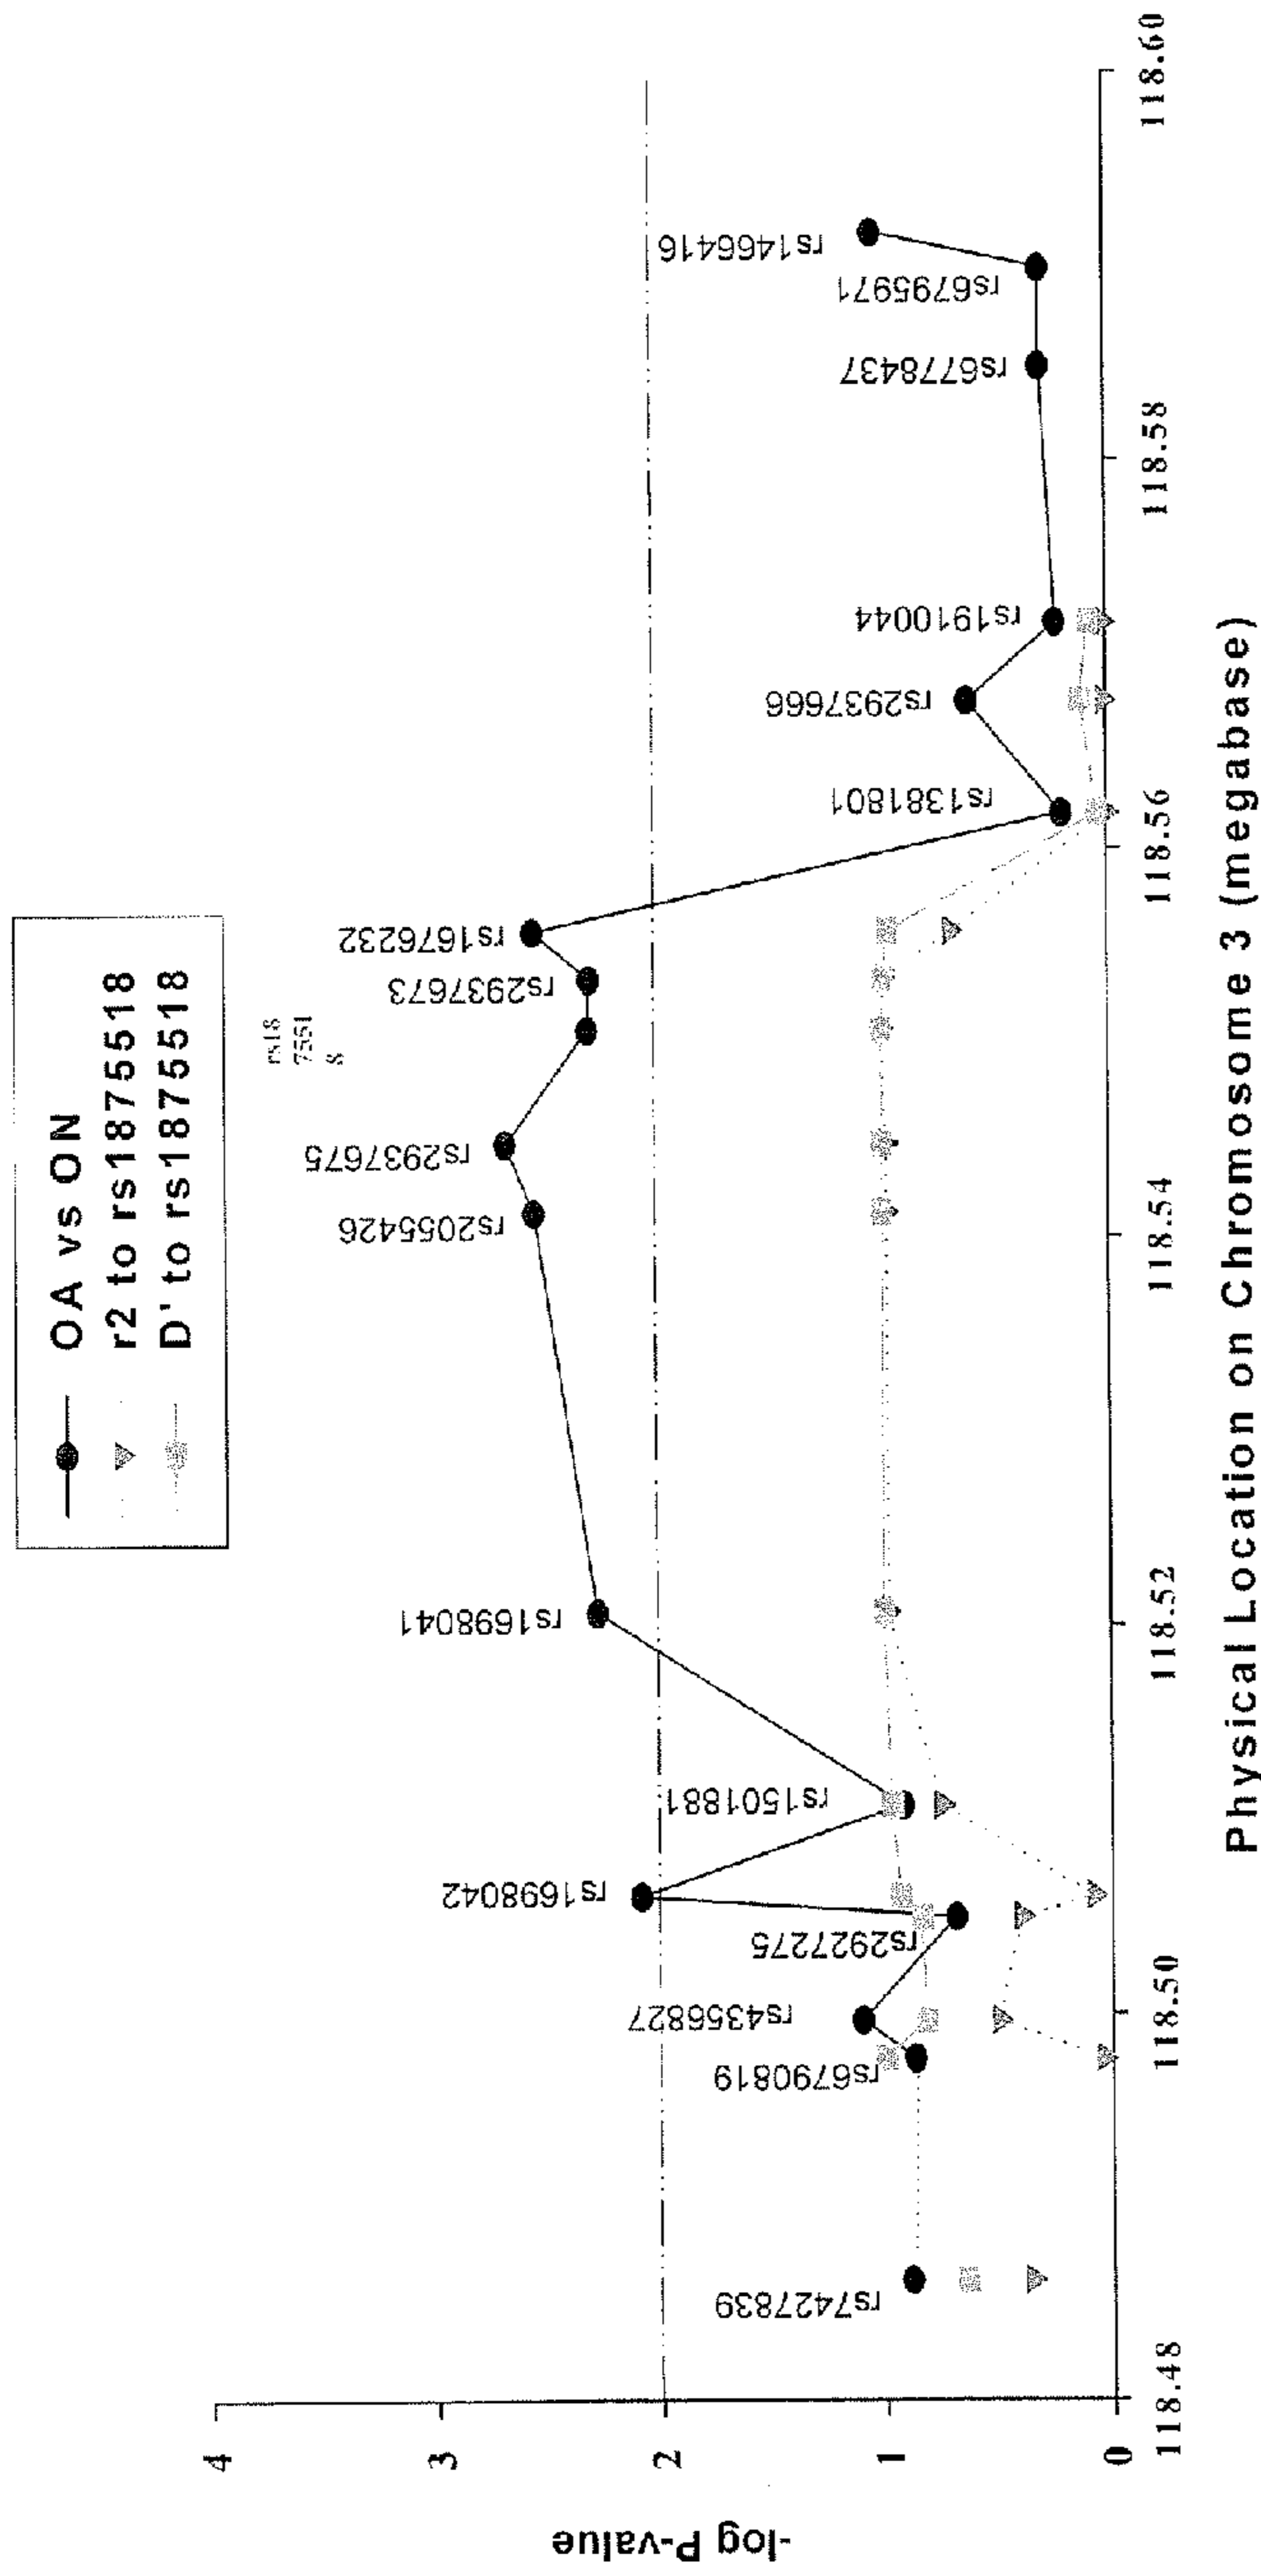 OA vs ON
r2 to rs1875518
D' to rs1875518
-log P-value
4
3
2
1
0
rs7427839
rs6790819
rs4356827
rs2927275
rs1698042
rs1501881
rs1698041
rs2055426
rs2937675
rs18
7551
8
rs2937673
rs1676232
rs1381801
rs2937666
rs1910044
rs6778437
rs6795971
rs1466416
118.48
118.50
118.52
118.54
118.56
118.58
118.60
Physical Location on Chromosome 3 (megabase)